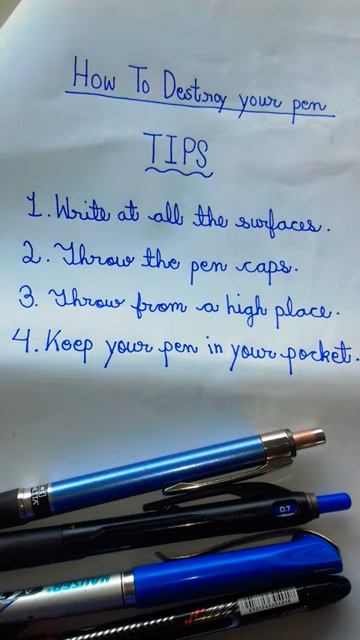 How To Destroy your pen
TIPS
1. Write at all the surfaces.
2. Throw the pen caps.
3. Throw from a high place.
4. Keep your pen in your pocket.
0.7
HAUSER